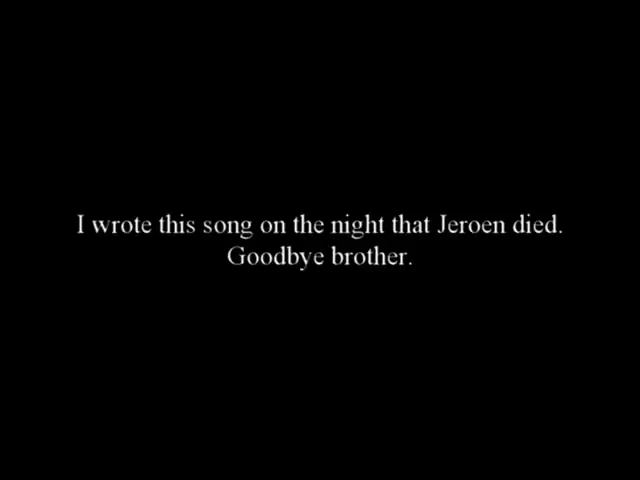 I wrote this song on the night that Jeroen died.
Goodbye brother.